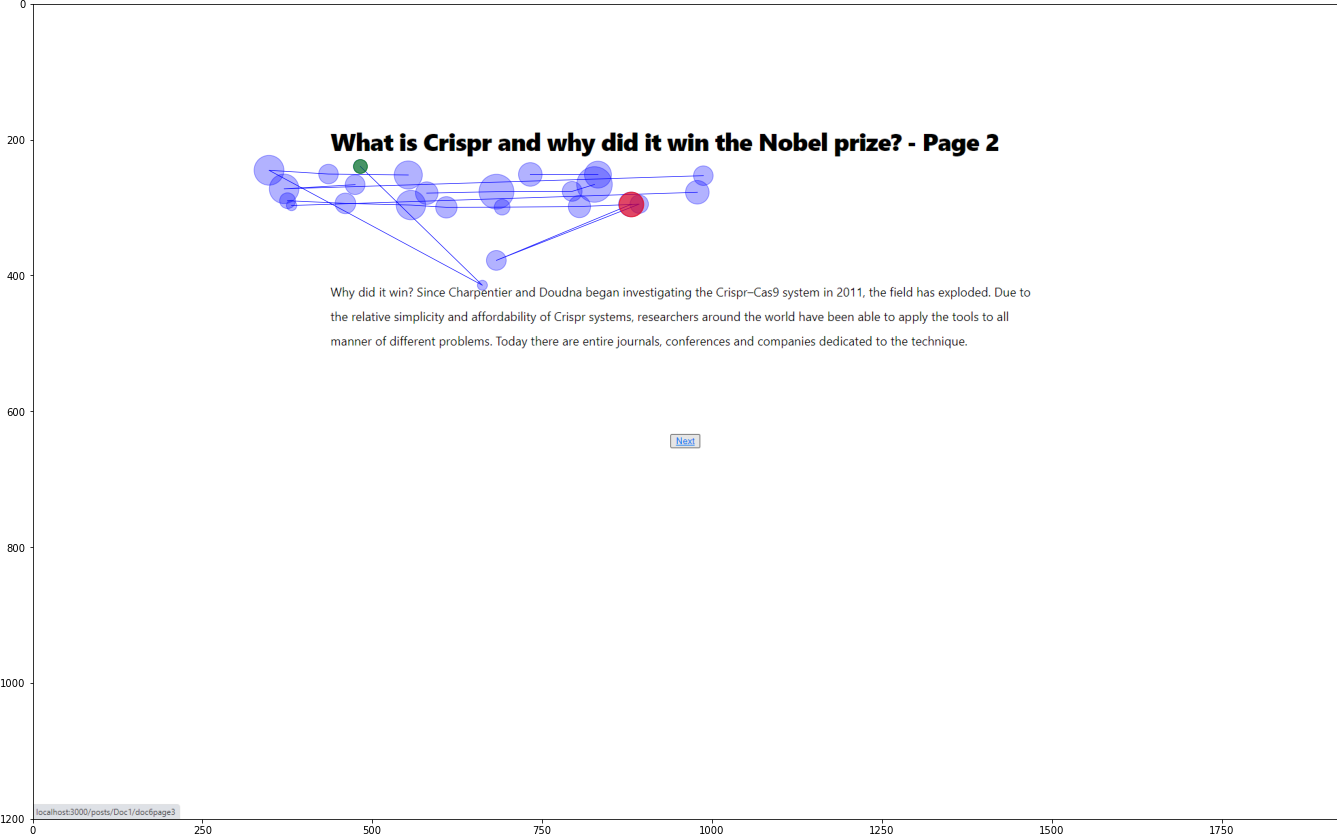 0
200
What is Crispr and why did it win the Nobel prize? - Page 2
400
Why did it win? Since Charpentier and Doudna began investigating the Crispr–Cas9 system in 2011, the field has exploded. Due to
the relative simplicity and affordability of Crispr systems, researchers around the world have been able to apply the tools to all
manner of different problems. Today there are entire journals, conferences and companies dedicated to the technique.
600
Next
800
1000
localhost:3000/posts/Doc1/doc6page3
1200
0 250 500 750 1000 1250 1500 1750